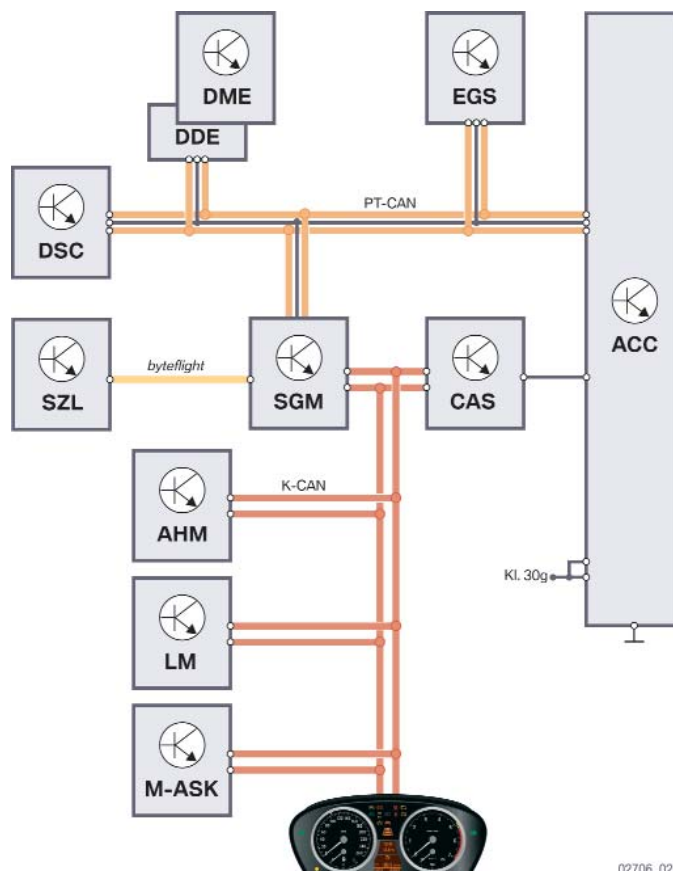 DME
EGS
DDE
PT-CAN
DSC
ACC
byteflight
SZL
SGM
CAS
K-CAN
AHM
Kl. 30g
LM
M-ASK
02706_02